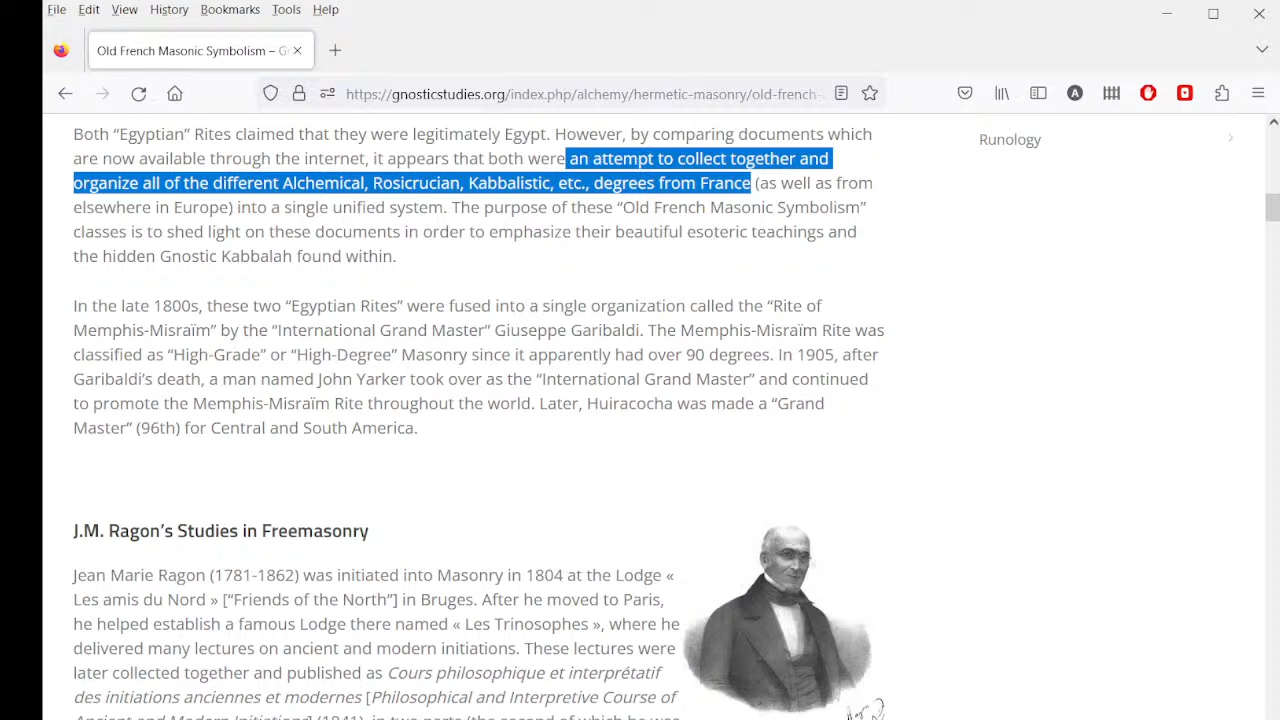 File Edit View History Bookmarks Tools Help
Old French Masonic Symbolism – G
https://gnosticstudies.org/index.php/alchemy/hermetic-masonry/old-french-
Both “Egyptian” Rites claimed that they were legitimately Egypt. However, by comparing documents which
are now available through the internet, it appears that both were an attempt to collect together and
organize all of the different Alchemical, Rosicrucian, Kabbalistic, etc., degrees from France (as well as from
elsewhere in Europe) into a single unified system. The purpose of these “Old French Masonic Symbolism”
classes is to shed light on these documents in order to emphasize their beautiful esoteric teachings and
the hidden Gnostic Kabbalah found within.
Runology
In the late 1800s, these two “Egyptian Rites” were fused into a single organization called the “Rite of
Memphis-Misraïm” by the “International Grand Master” Giuseppe Garibaldi. The Memphis-Misraïm Rite was
classified as “High-Grade” or “High-Degree” Masonry since it apparently had over 90 degrees. In 1905, after
Garibaldi’s death, a man named John Yarker took over as the “International Grand Master” and continued
to promote the Memphis-Misraïm Rite throughout the world. Later, Huiracocha was made a “Grand
Master” (96th) for Central and South America.
J.M. Ragon’s Studies in Freemasonry
Jean Marie Ragon (1781-1862) was initiated into Masonry in 1804 at the Lodge «
Les amis du Nord » [“Friends of the North”] in Bruges. After he moved to Paris,
he helped establish a famous Lodge there named « Les Trinosophes », where he
delivered many lectures on ancient and modern initiations. These lectures were
later collected together and published as Cours philosophique et interprétatif
des initiations anciennes et modernes [Philosophical and Interpretive Course of
Ancient and Modern Initiations] (1841), in two parts (the second of which he was